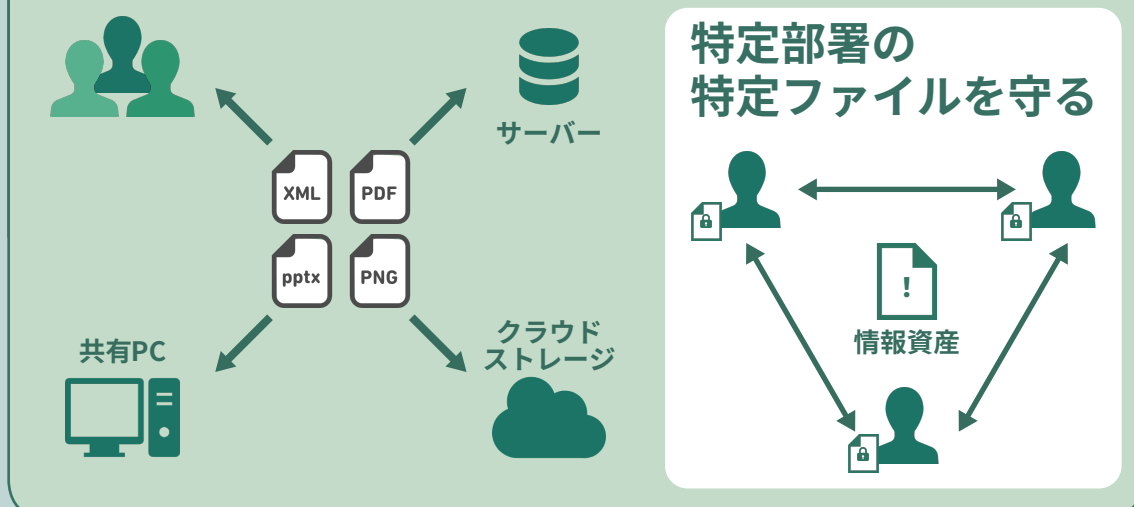 サーバー
XML
PDF
pptx
PNG
共有PC
クラウド
ストレージ
特定部署の
特定ファイルを守る
!
情報資産